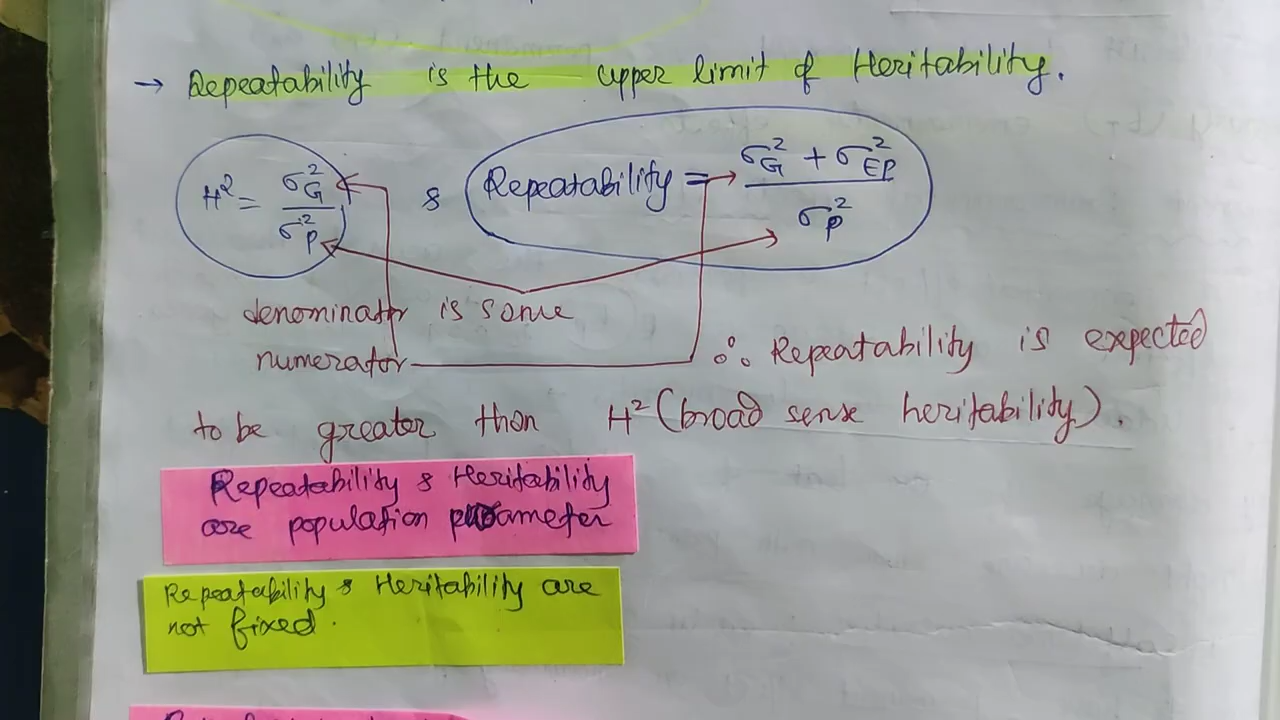 → Repeatability is the upper limit of Heritability.
H² = σ²G / σ²P & Repeatability = σ²G + σ²EP / σ²P
denominator is same
numerator ∴ Repeatability is expected
to be greater than H² (broad sense heritability).
Repeatability & Heritability
are population parameter
Repeatability & Heritability are
not fixed.